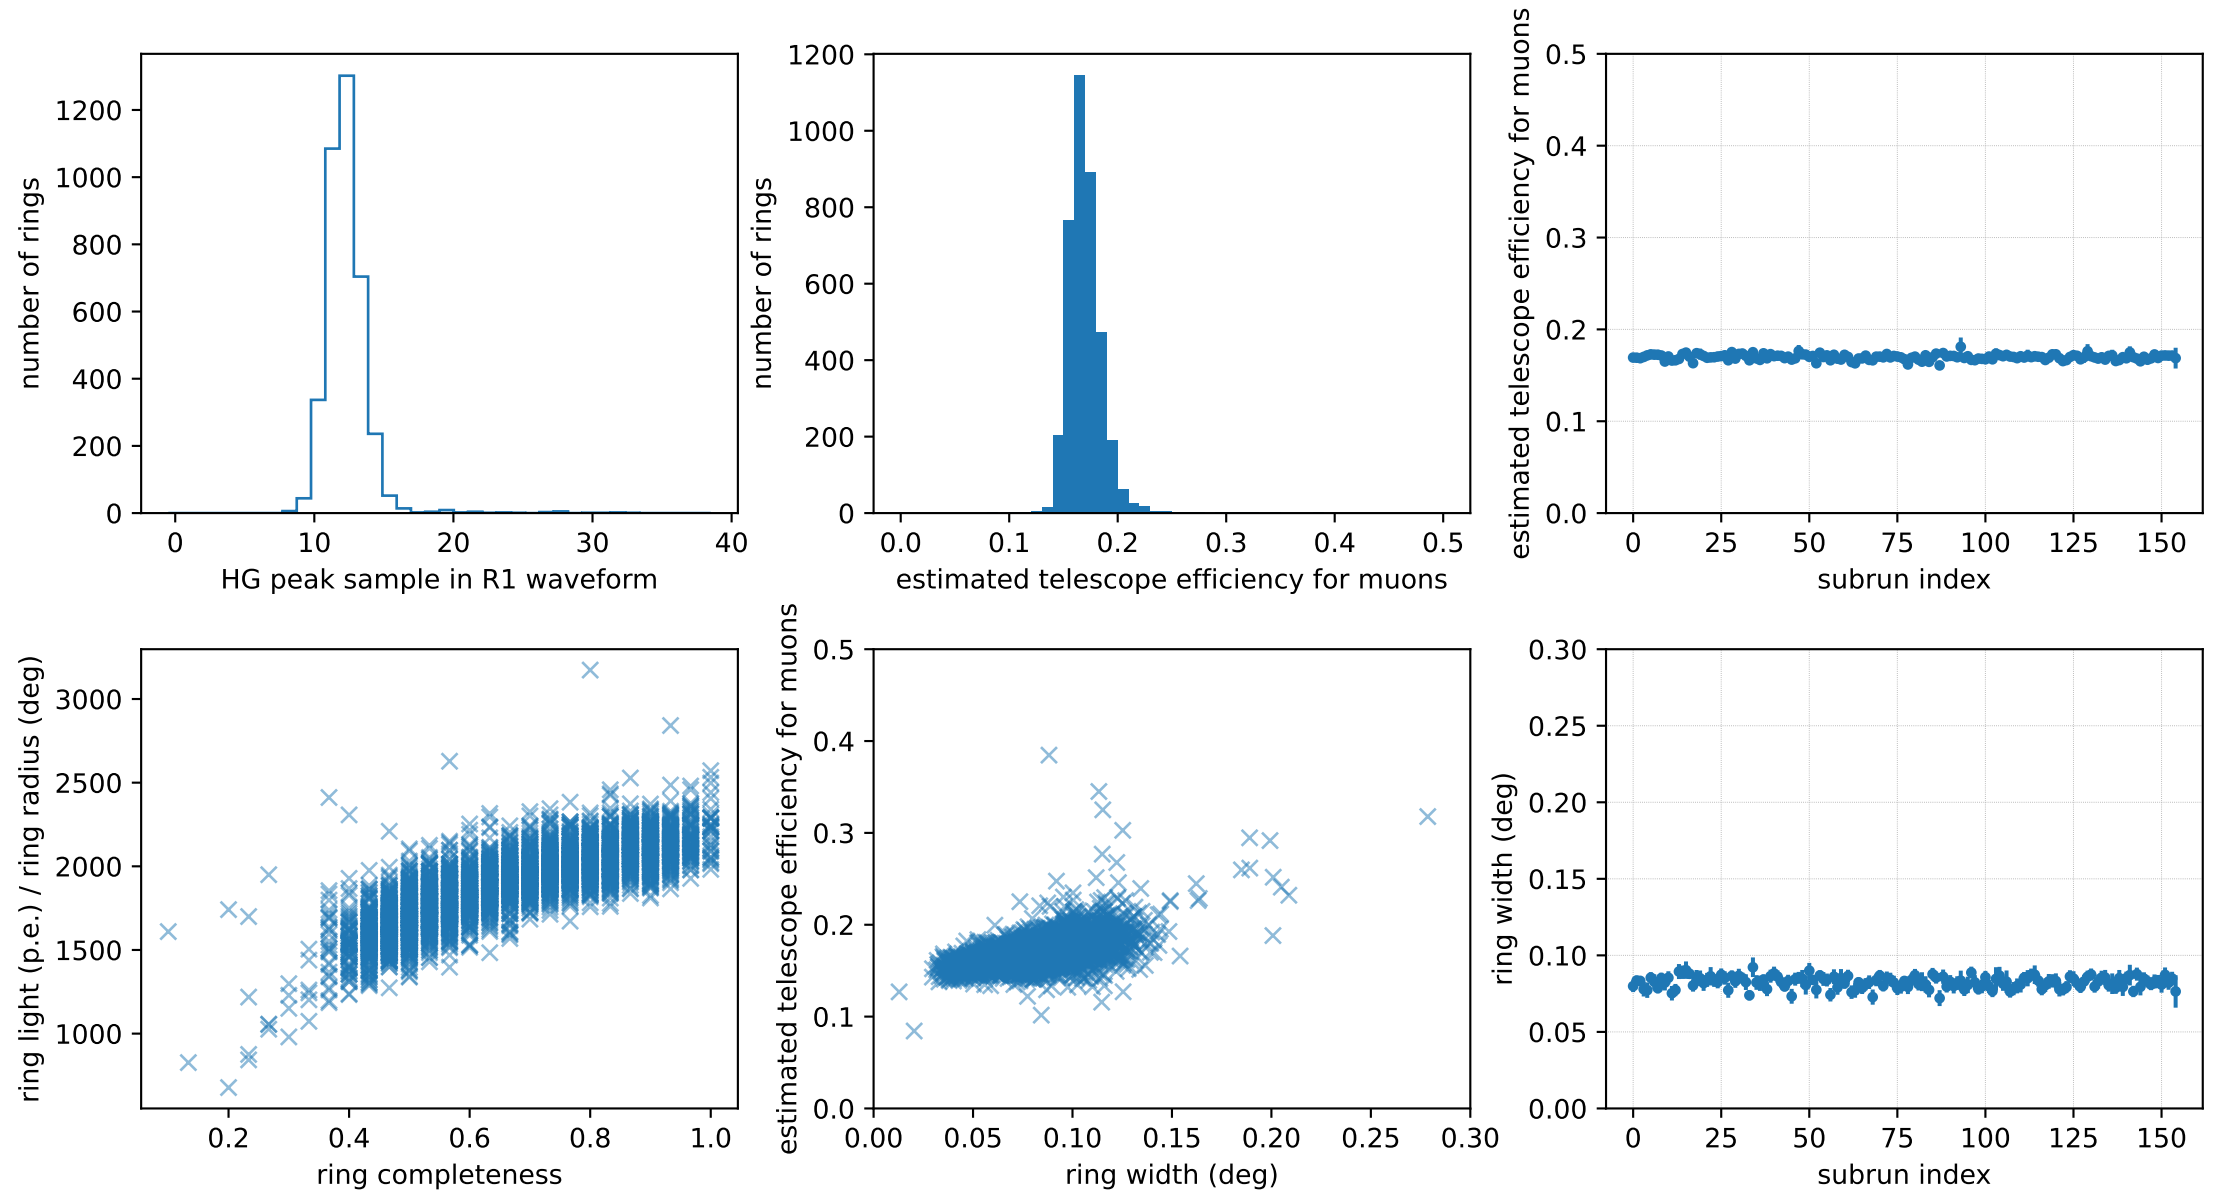 number of rings
1200
1000
800
600
400
200
0
0 10 20 30 40
HG peak sample in R1 waveform
number of rings
1200
1000
800
600
400
200
0
0.0 0.1 0.2 0.3 0.4 0.5
estimated telescope efficiency for muons
estimated telescope efficiency for muons
0.5
0.4
0.3
0.2
0.1
0.0
0 25 50 75 100 125 150
subrun index
ring light (p.e.) / ring radius (deg)
3000
2500
2000
1500
1000
0.2 0.4 0.6 0.8 1.0
ring completeness
estimated telescope efficiency for muons
0.5
0.4
0.3
0.2
0.1
0.0
0.00 0.05 0.10 0.15 0.20 0.25 0.30
ring width (deg)
ring width (deg)
0.30
0.25
0.20
0.15
0.10
0.05
0.00
0 25 50 75 100 125 150
subrun index